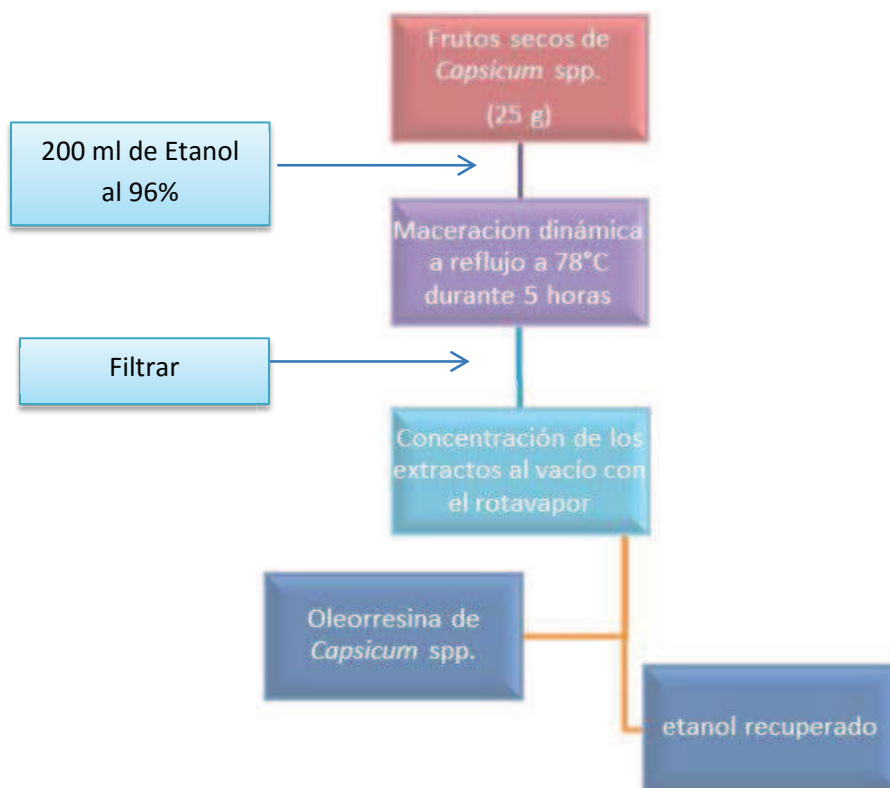 Frutos secos de
Capsicum spp.
(25 g)
200 ml de Etanol
al 96%
Maceracion dinámica
a reflujo a 78°C
durante 5 horas
Filtrar
Concentración de los
extractos al vacío con
el rotavapor
Oleorresina de
Capsicum spp.
etanol recuperado